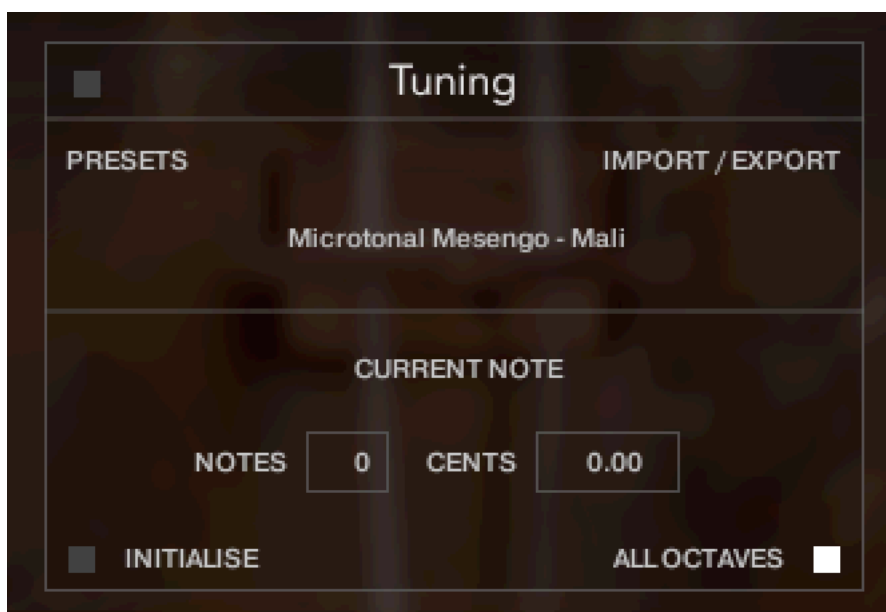 Tuning
PRESETS IMPORT / EXPORT
Microtonal Mesengo - Mali
CURRENT NOTE
NOTES 0 CENTS 0.00
INITIALISE ALL OCTAVES